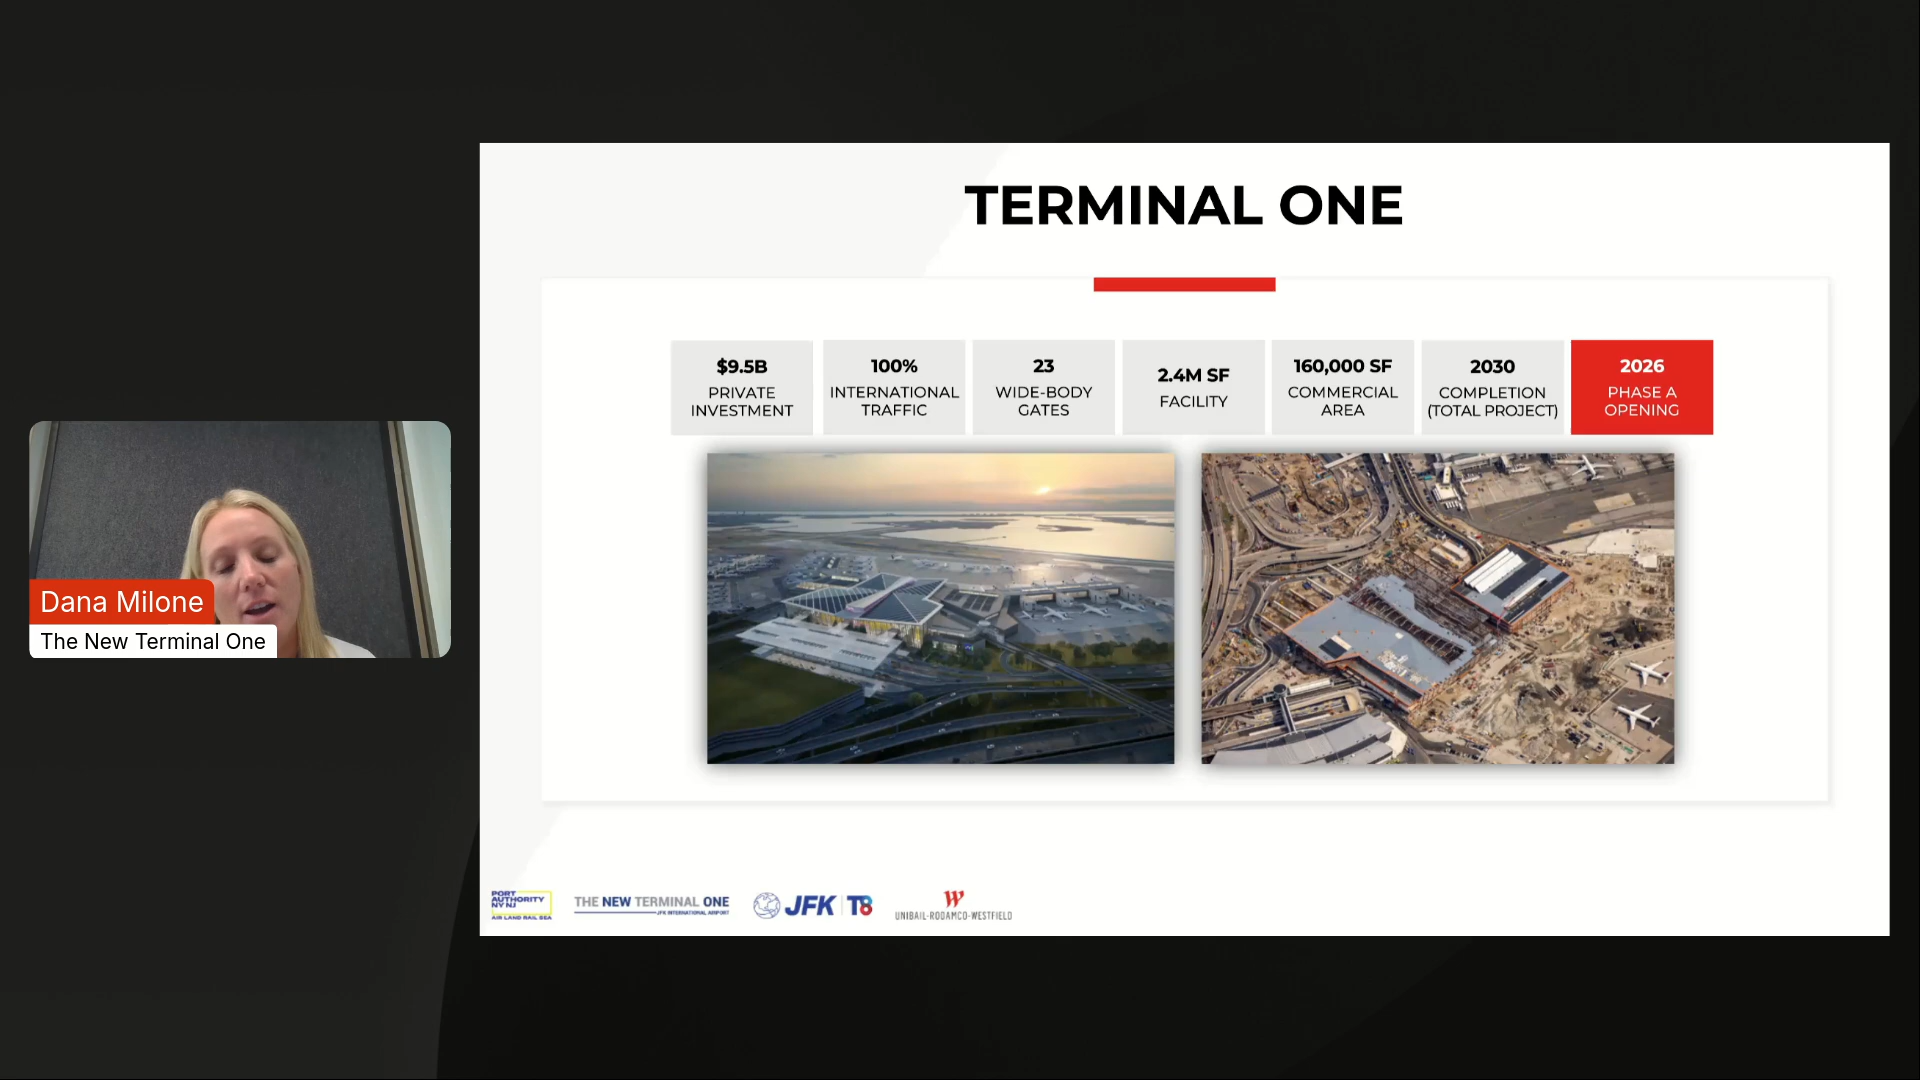 TERMINAL ONE
$9.5B
PRIVATE
INVESTMENT
100%
INTERNATIONAL
TRAFFIC
23
WIDE-BODY
GATES
2.4M SF
FACILITY
160,000 SF
COMMERCIAL
AREA
2030
COMPLETION
(TOTAL PROJECT)
2026
PHASE A
OPENING
Dana Milone
The New Terminal One
PORT
AUTHORITY
NY NJ
AIR LAND RAIL SEA
THE NEW TERMINAL ONE
JFK INTERNATIONAL AIRPORT
JFK T8
UNIBAIL-RODAMCO-WESTFIELD